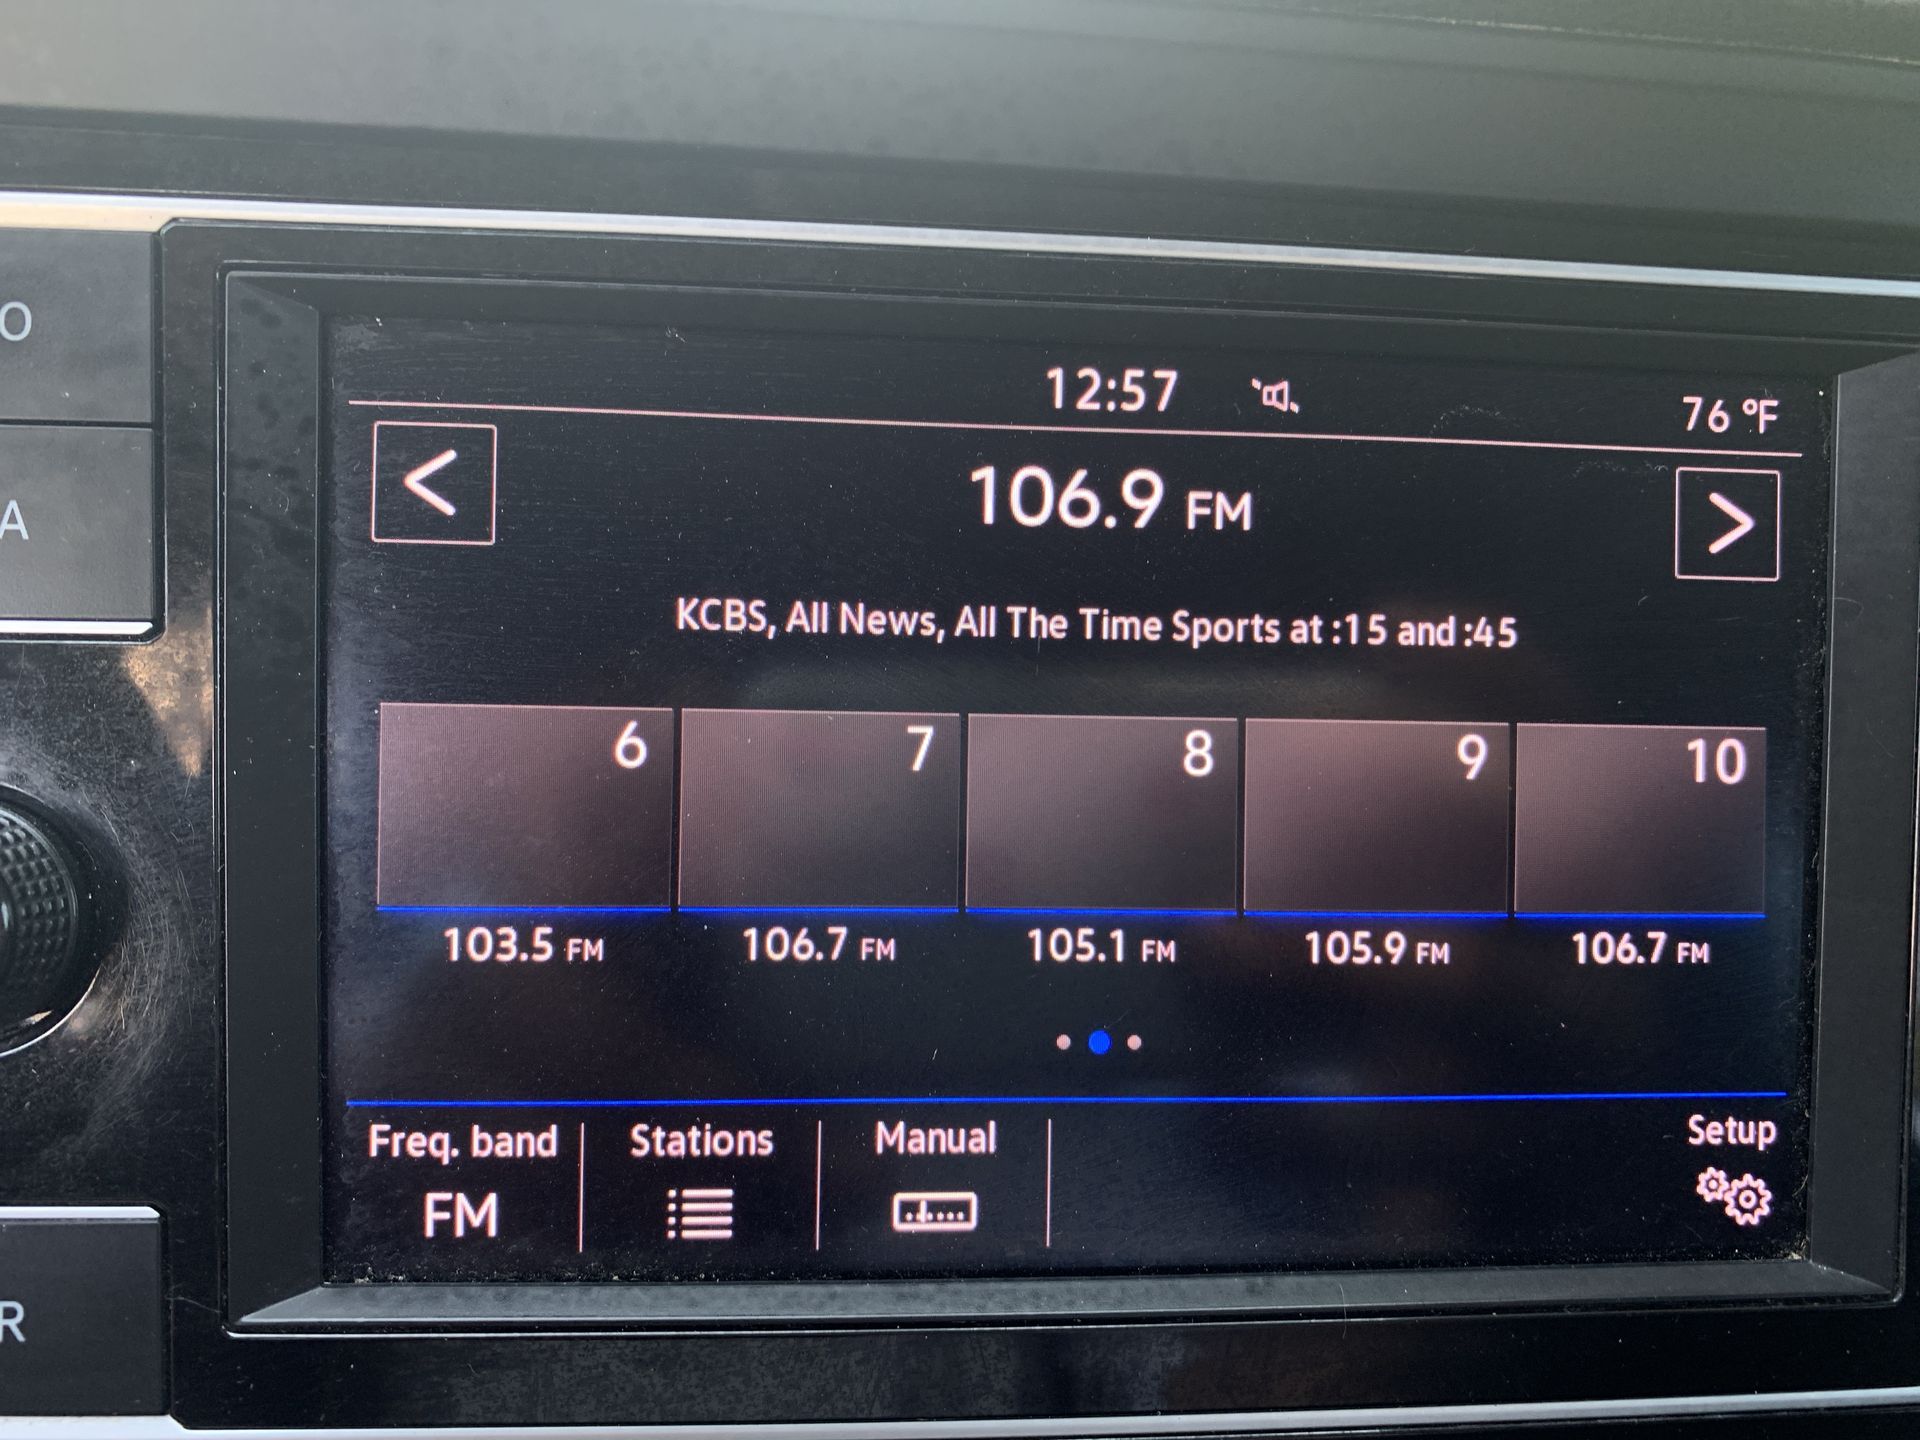 12:57
76 °F
<
106.9 FM
>
KCBS, All News, All The Time Sports at :15 and :45
6
7
8
9
10
103.5 FM
106.7 FM
105.1 FM
105.9 FM
106.7 FM
Freq. band
Stations
Manual
Setup
FM
O
A
R